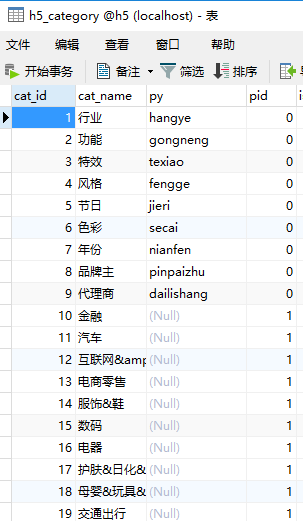 h5_category @h5 (localhost) - 表
文件 编辑 查看 窗口 帮助
开始事务 备注 筛选 排序
cat_id cat_name py pid i
1 行业 hangye 0
2 功能 gongneng 0
3 特效 texiao 0
4 风格 fengge 0
5 节日 jieri 0
6 色彩 secai 0
7 年份 nianfen 0
8 品牌主 pinpaizhu 0
9 代理商 dailishang 0
10 金融 (Null) 1
11 汽车 (Null) 1
12 互联网&amp (Null) 1
13 电商零售 (Null) 1
14 服饰&鞋 (Null) 1
15 数码 (Null) 1
16 电器 (Null) 1
17 护肤&日化& (Null) 1
18 母婴&玩具& (Null) 1
19 交通出行 (Null) 1